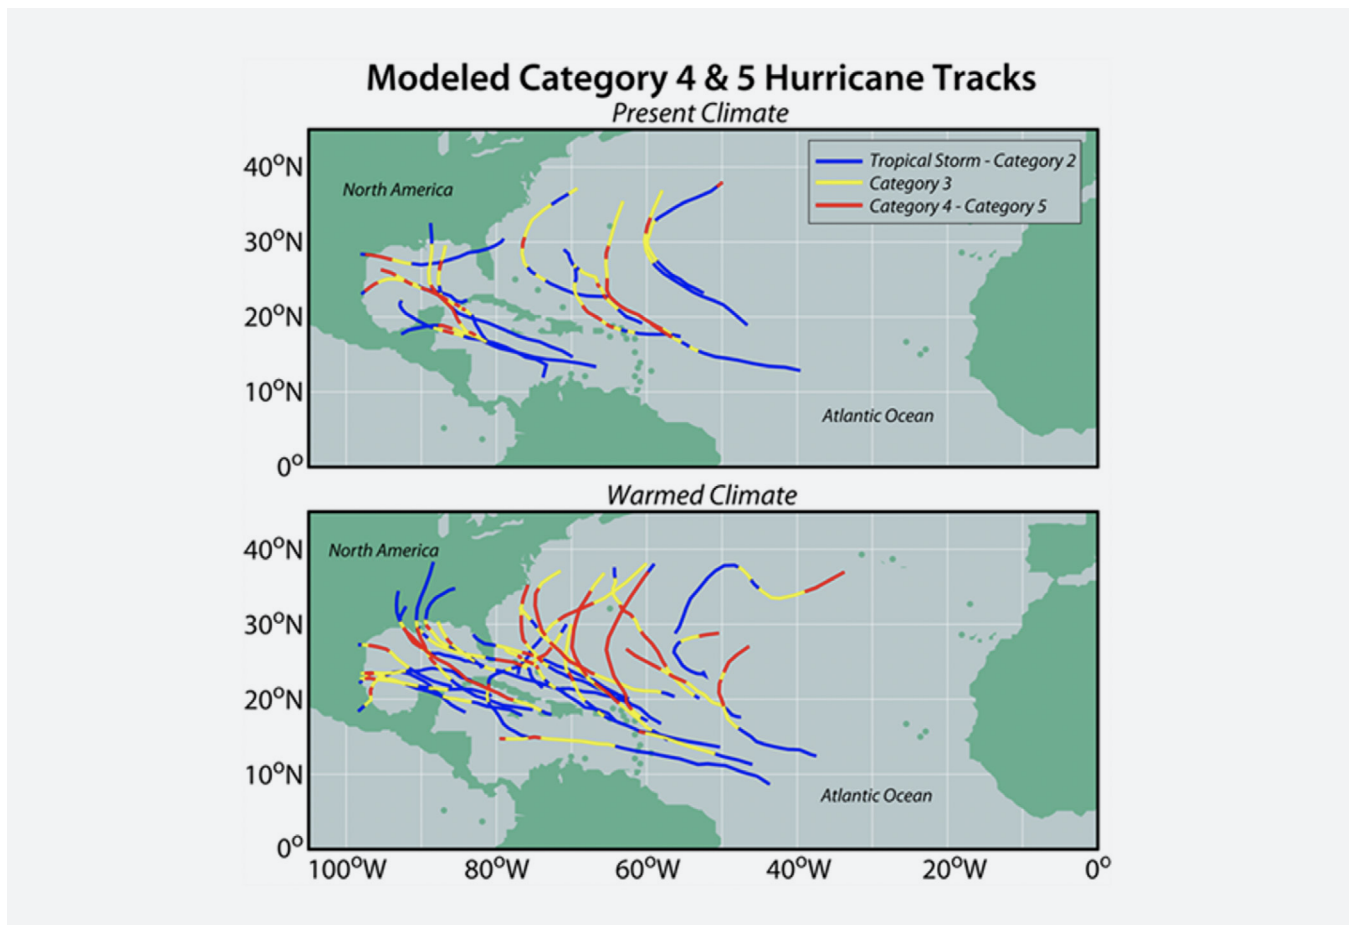 Modeled Category 4 & 5 Hurricane Tracks
Present Climate
40°N
30°N
20°N
10°N
0°
North America
Tropical Storm - Category 2
Category 3
Category 4 - Category 5
Atlantic Ocean
Warmed Climate
40°N
30°N
20°N
10°N
0°
North America
Atlantic Ocean
100°W 80°W 60°W 40°W 20°W 0°